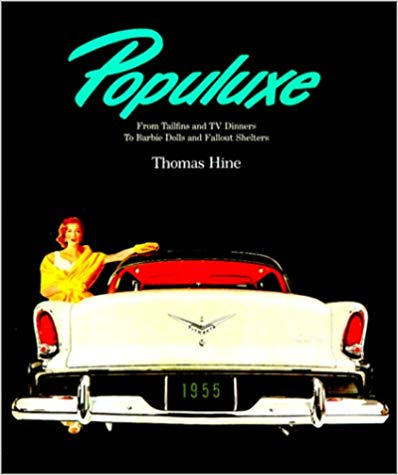 Populuxe
From Tailfins and TV Dinners
To Barbie Dolls and Fallout Shelters
Thomas Hine
1955